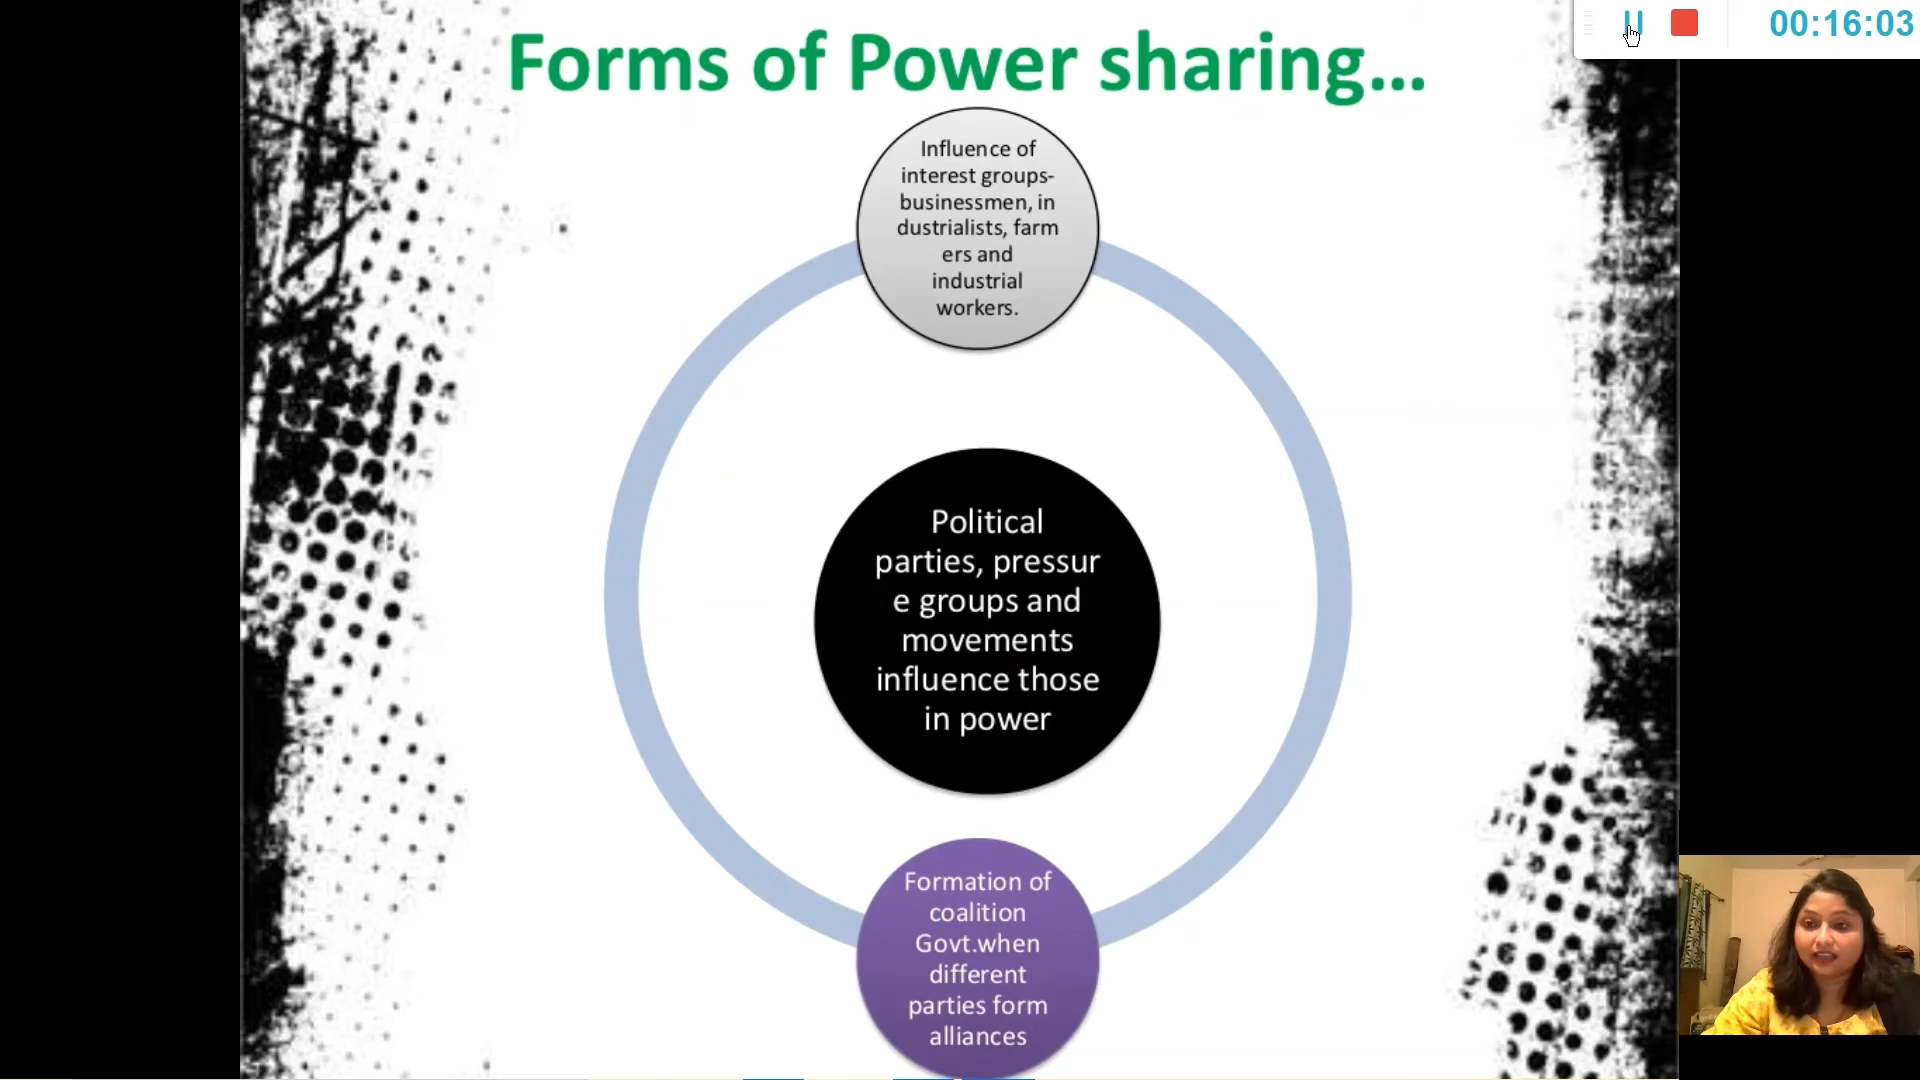 Forms of Power sharing...
00:16:03
Influence of
interest groups-
businessmen, in
dustrialists, farm
ers and
industrial
workers.
Political
parties, pressur
e groups and
movements
influence those
in power
Formation of
coalition
Govt.when
different
parties form
alliances